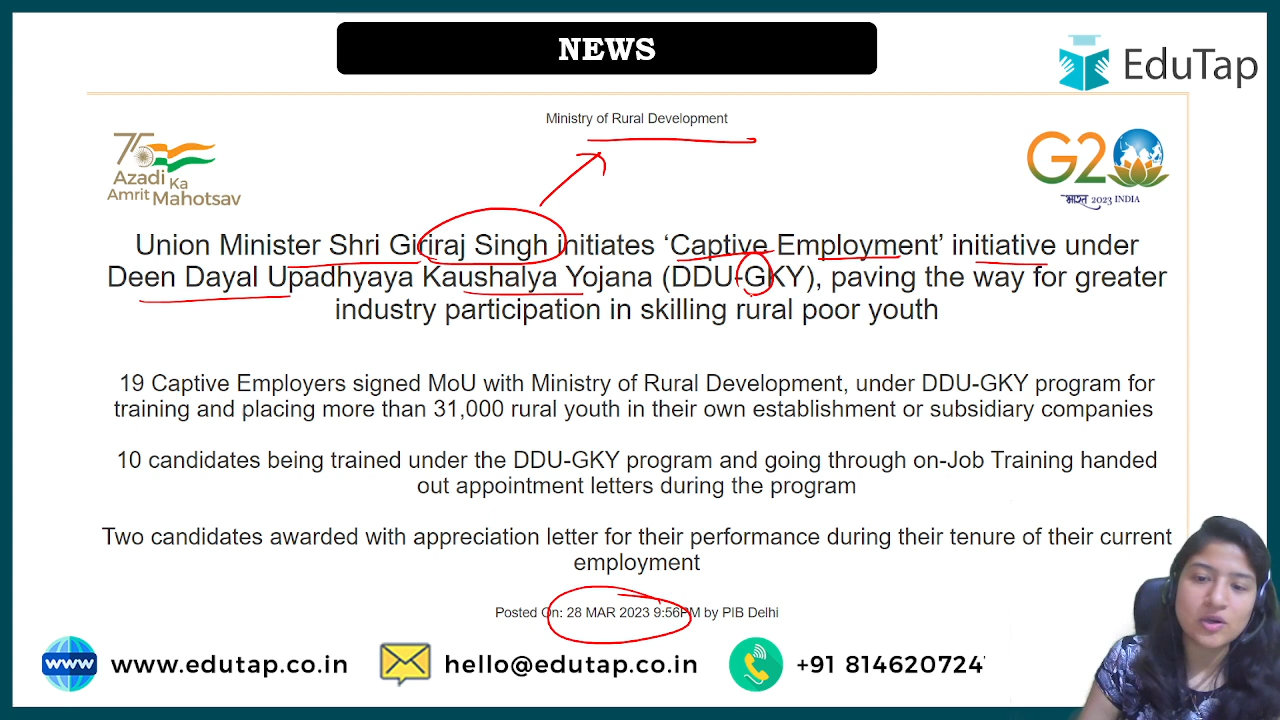 NEWS
EduTap
Ministry of Rural Development
75
Azadi Ka
Amrit Mahotsav
G20
भारत 2023 INDIA
Union Minister Shri Giriraj Singh initiates ‘Captive Employment’ initiative under
Deen Dayal Upadhyaya Kaushalya Yojana (DDU-GKY), paving the way for greater
industry participation in skilling rural poor youth
19 Captive Employers signed MoU with Ministry of Rural Development, under DDU-GKY program for
training and placing more than 31,000 rural youth in their own establishment or subsidiary companies
10 candidates being trained under the DDU-GKY program and going through on-Job Training handed
out appointment letters during the program
Two candidates awarded with appreciation letter for their performance during their tenure of their current
employment
Posted On: 28 MAR 2023 9:56PM by PIB Delhi
www
www.edutap.co.in
hello@edutap.co.in
+91 814620724